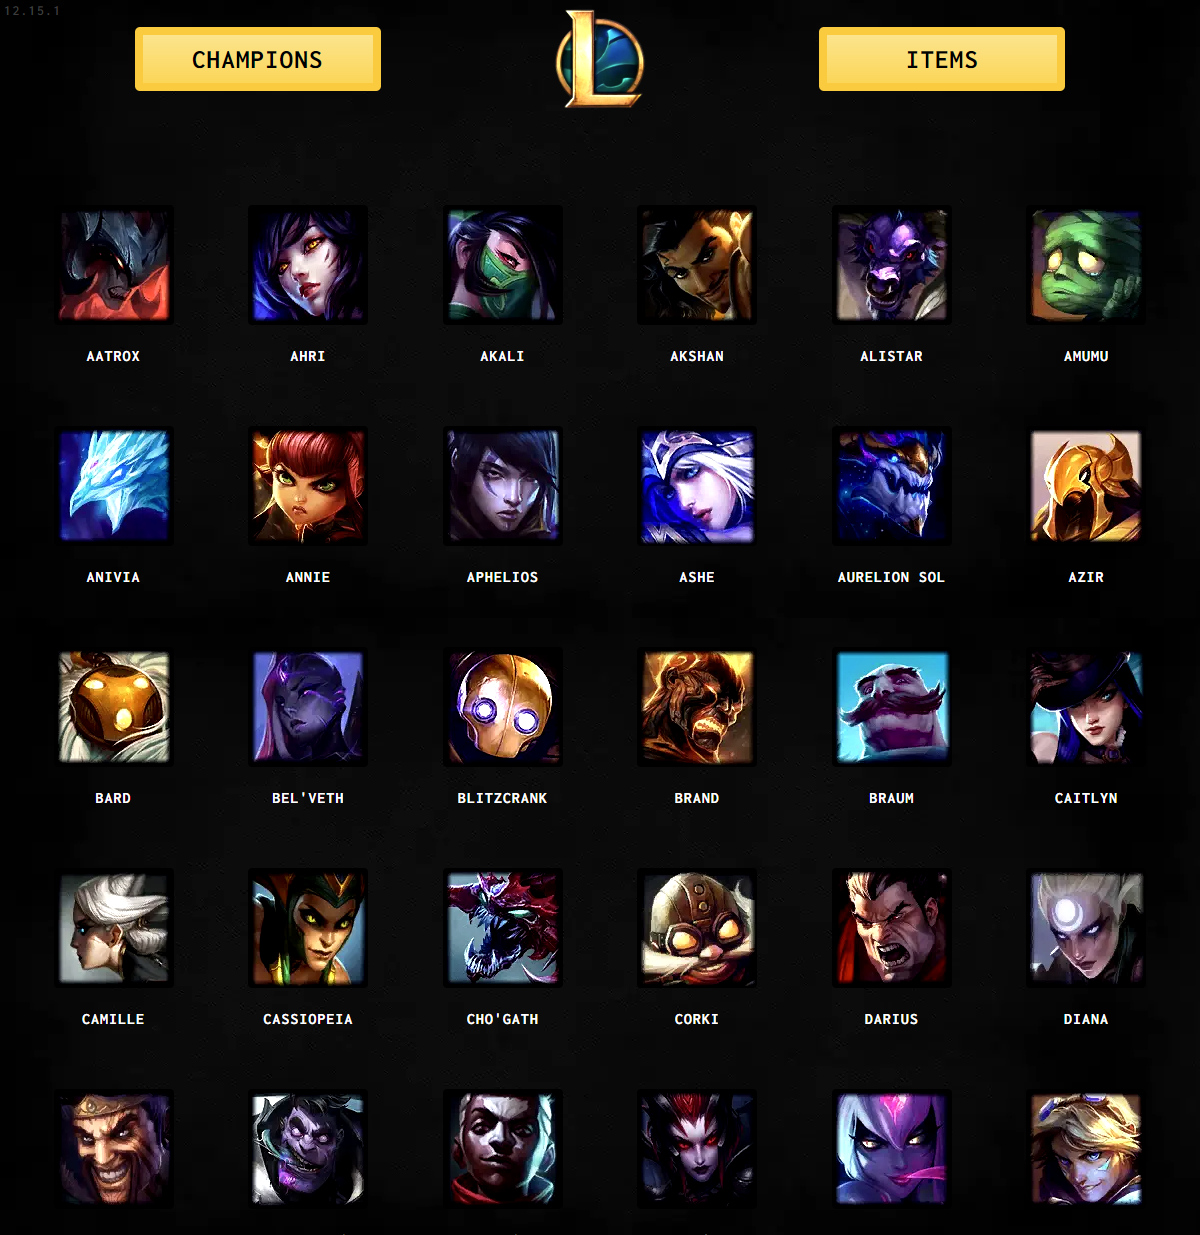 12.15.1
CHAMPIONS
ITEMS
AATROX
AHRI
AKALI
AKSHAN
ALISTAR
AMUMU
ANIVIA
ANNIE
APHELIOS
ASHE
AURELION SOL
AZIR
BARD
BEL'VETH
BLITZCRANK
BRAND
BRAUM
CAITLYN
CAMILLE
CASSIOPEIA
CHO'GATH
CORKI
DARIUS
DIANA